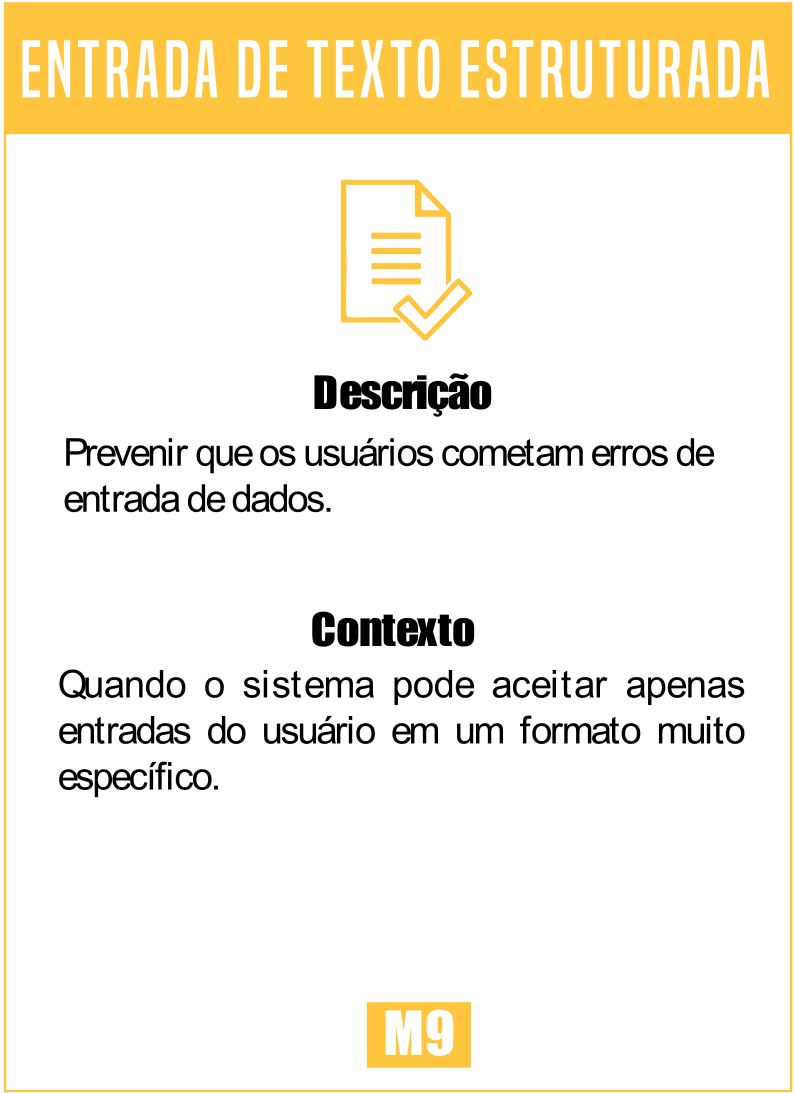 ENTRADA DE TEXTO ESTRUTURADA
Descrição
Prevenir que os usuários cometam erros de
entrada de dados.
Contexto
Quando o sistema pode aceitar apenas
entradas do usuário em um formato muito
específico.
M9